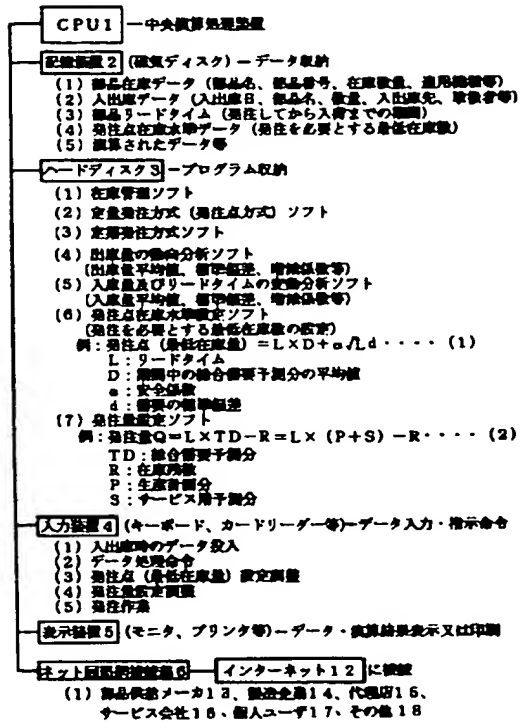 CPU1 ー中央演算処理装置
記憶装置2 (磁気ディスク)ーデータ収納
(1) 部品在庫データ (部品名、部品番号、在庫数量、適用機種等)
(2) 入出庫データ (入出庫日、部品名、数量、入出庫先、取扱者等)
(3) 部品リードタイム (発注してから入荷までの期間)
(4) 発注点在庫水準データ (発注を必要とする最低在庫数)
(5) 演算されたデータ等
ハードディスク3 ープログラム収納
(1) 在庫管理ソフト
(2) 定量発注方式 (発注点方式) ソフト
(3) 定期発注方式ソフト
(4) 出庫量の動向分析ソフト
(出庫量平均値、標準偏差、増減係数等)
(5) 入庫量及びリードタイムの変動分析ソフト
(入庫量平均値、標準偏差、増減係数等)
(6) 発注点在庫水準設定ソフト
(発注を必要とする最低在庫数の設定)
例:発注点 (最低在庫量) =L×D+α√Ld・・・・ (1)
L:リードタイム
D:期間中の総合需要予測分の平均値
α:安全係数
d:需要の標準偏差
(7) 発注量設定ソフト
例:発注量Q=L×TD-R=L× (P+S) -R・・・・ (2)
TD:総合需要予測分
R:在庫残数
P:生産計画分
S:サービス用予測分
入力装置4 (キーボード、カードリーダー等)ーデータ入力・指示命令
(1) 入出庫時のデータ投入
(2) データ処理命令
(3) 発注点 (最低在庫量) 設定調整
(4) 発注量設定調整
(5) 発注作業
表示装置5 (モニタ、プリンタ等)ーデータ・演算結果表示又は印刷
ネット回線接続機器6 インターネット12 に接続
(1) 部品供給メーカ13、製造企業14、代理店15、
サービス会社16、個人ユーザ17、その他18